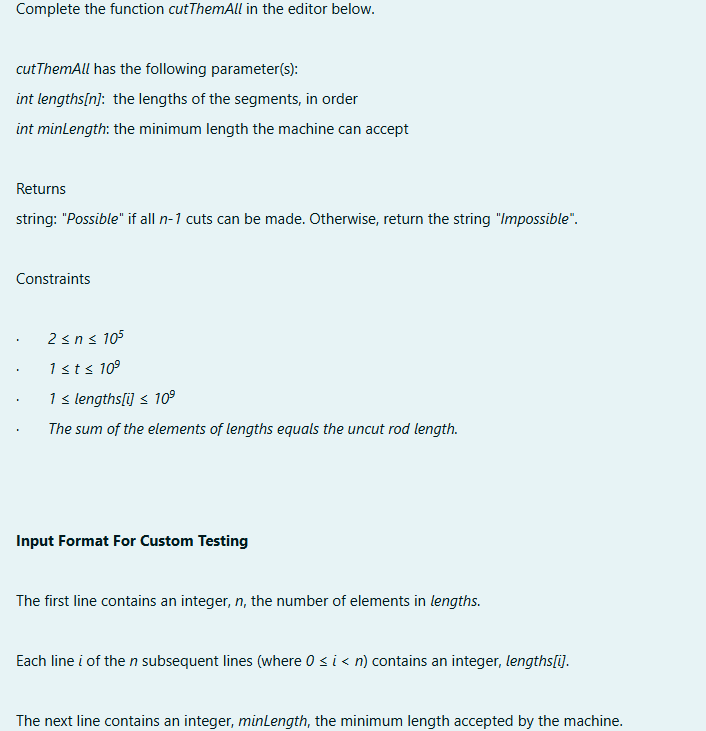 Complete the function cutThemAll in the editor below.
cutThemAll has the following parameter(s):
int lengths[n]: the lengths of the segments, in order
int minLength: the minimum length the machine can accept
Returns
string: "Possible" if all n-1 cuts can be made. Otherwise, return the string "Impossible".
Constraints
· 2 ≤ n ≤ 10⁵
· 1 ≤ t ≤ 10⁹
· 1 ≤ lengths[i] ≤ 10⁹
· The sum of the elements of lengths equals the uncut rod length.
Input Format For Custom Testing
The first line contains an integer, n, the number of elements in lengths.
Each line i of the n subsequent lines (where 0 ≤ i < n) contains an integer, lengths[i].
The next line contains an integer, minLength, the minimum length accepted by the machine.